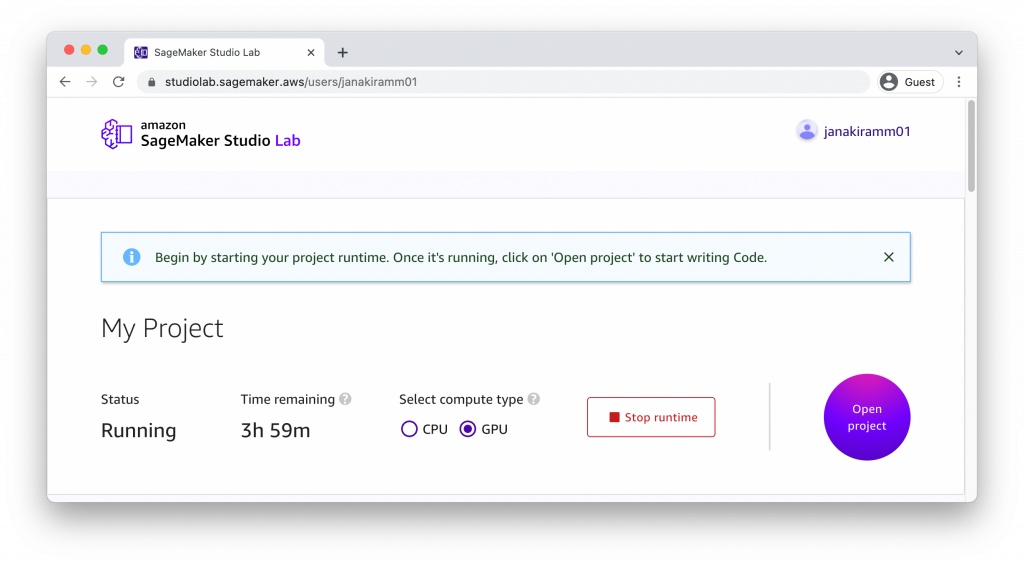 SageMaker Studio Lab
studiolab.sagemaker.aws/users/janakiramm01
Guest
amazon
SageMaker Studio Lab
janakiramm01
Begin by starting your project runtime. Once it's running, click on 'Open project' to start writing Code.
My Project
Status
Time remaining
Select compute type
Running
3h 59m
CPU
GPU
Stop runtime
Open
project